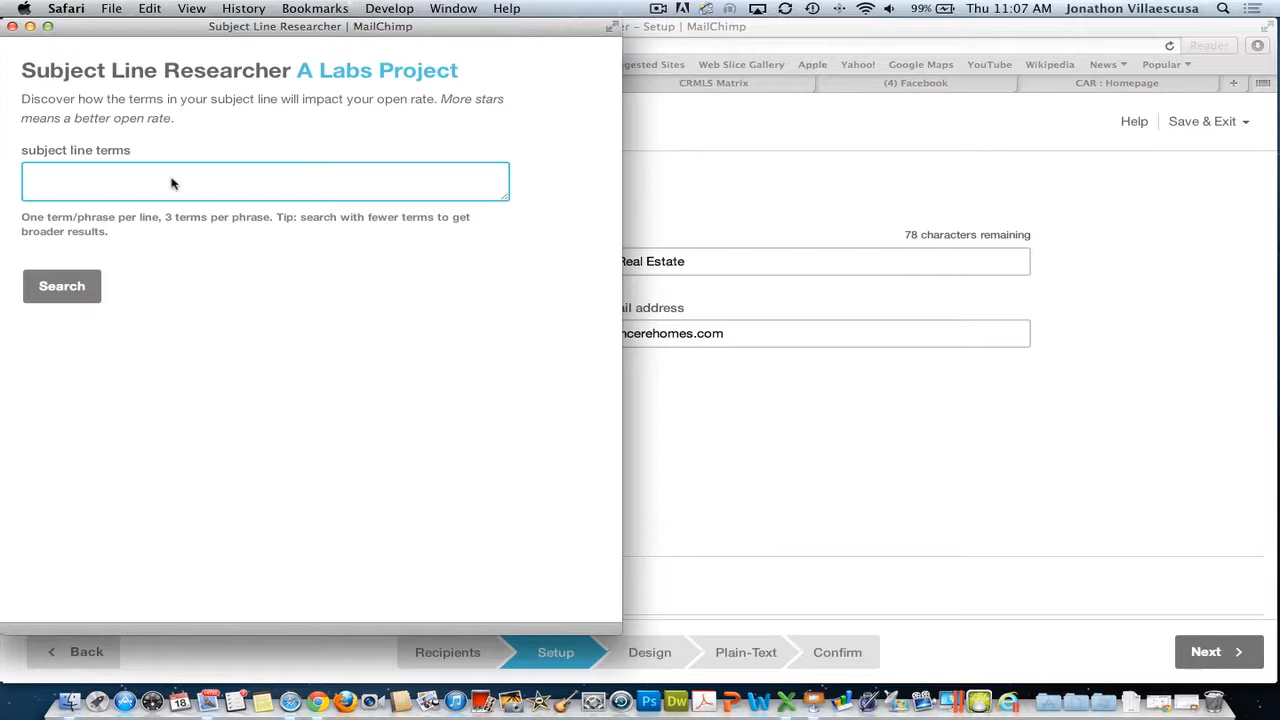 Safari File Edit View History Bookmarks Develop Window Help 99% Thu 11:07 AM Jonathon Villaescusa
Subject Line Researcher | MailChimp
– Setup | MailChimp
Reader
Sites Web Slice Gallery Apple Yahoo! Google Maps YouTube Wikipedia News Popular
CRMLS Matrix (4) Facebook CAR : Homepage
Subject Line Researcher A Labs Project
Discover how the terms in your subject line will impact your open rate. More stars
means a better open rate.
subject line terms
One term/phrase per line, 3 terms per phrase. Tip: search with fewer terms to get
broader results.
Search
Help Save & Exit
78 characters remaining
Real Estate
address
ncerehomes.com
Back Recipients Setup Design Plain-Text Confirm Next
18 Ps Dw